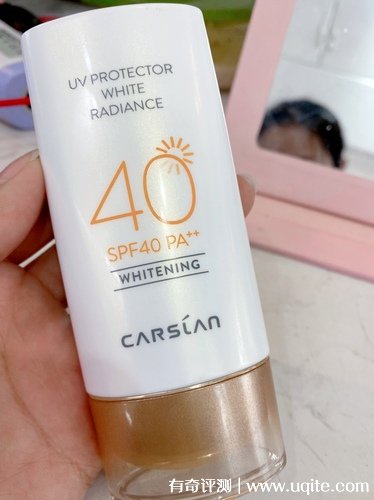 UV PROTECTOR
WHITE
RADIANCE
40
SPF40 PA++
WHITENING
CARSLAN
有奇评测 | www.uqite.com